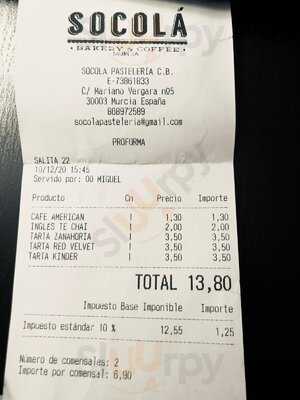 SOCOLÁ
BAKERY & COFFEE
MURCIA
SOCOLA PASTELERIA C.B.
E-73861833
C/ Mariano Vergara nº5
30003 Murcia España
868972589
socolapasteleria@gmail.com
PROFORMA
SALITA 22
10/12/20 15:45
Servido por: 00 MIGUEL
Producto Cn Precio Importe
CAFE AMERICAN 1 1,30 1,30
INGLES TE CHAI 1 2,00 2,00
TARTA ZANAHORIA 1 3,50 3,50
TARTA RED VELVET 1 3,50 3,50
TARTA KINDER 1 3,50 3,50
TOTAL 13,80
Impuesto Base Imponible Importe
Impuesto estándar 10 % 12,55 1,25
Número de comensales: 2
Importe por comensal: 6,90
sluurpy
sluurpy